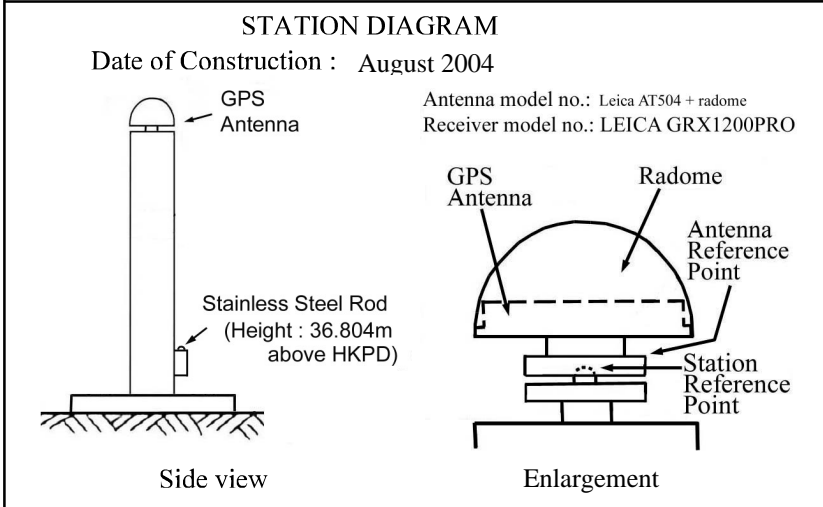 STATION DIAGRAM
Date of Construction : August 2004
GPS
Antenna
Stainless Steel Rod
(Height : 36.804m
above HKPD)
Side view
Antenna model no.: Leica AT504 + radome
Receiver model no.: LEICA GRX1200PRO
GPS
Antenna
Radome
Antenna
Reference
Point
Station
Reference
Point
Enlargement